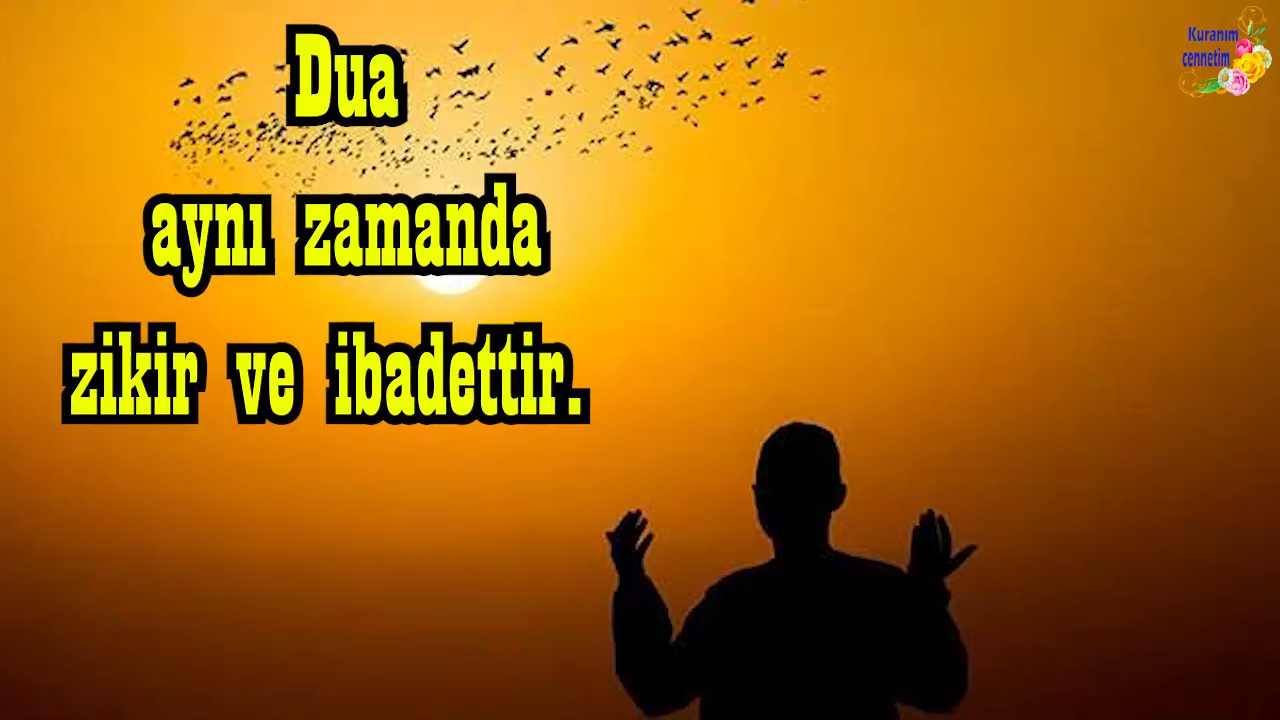 Dua
aynı zamanda
zikir ve ibadettir.
Kuranım
cennetim